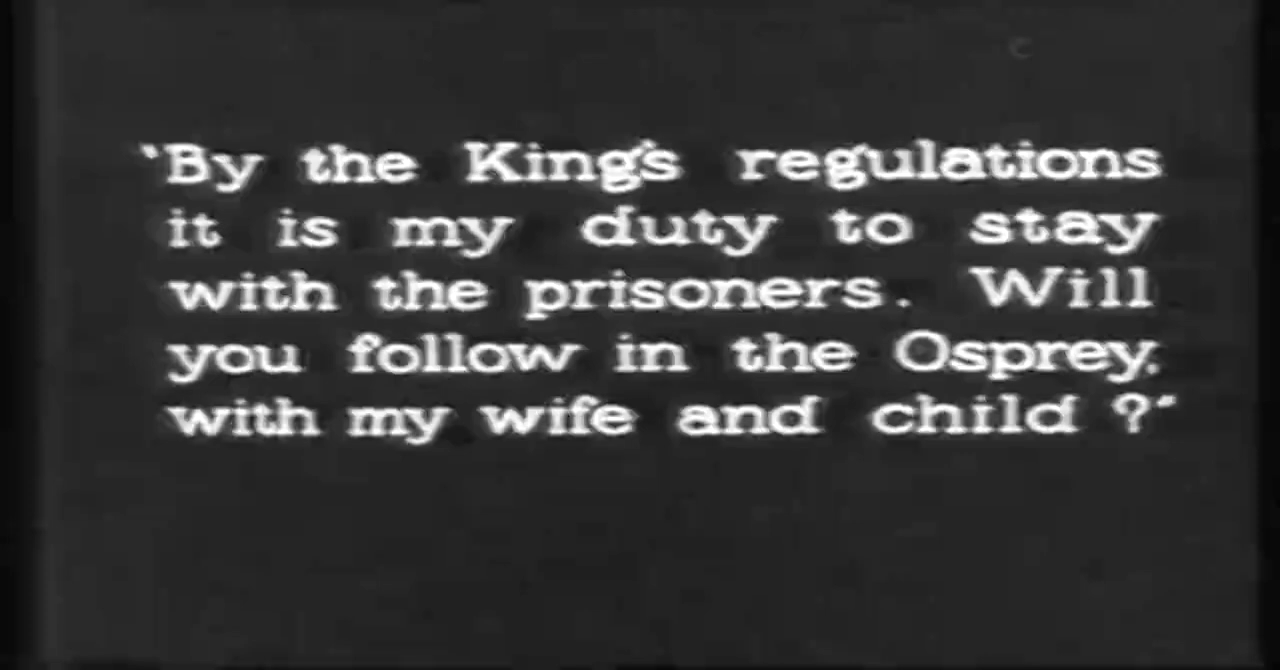 "By the King's regulations
it is my duty to stay
with the prisoners. Will
you follow in the Osprey,
with my wife and child ?"